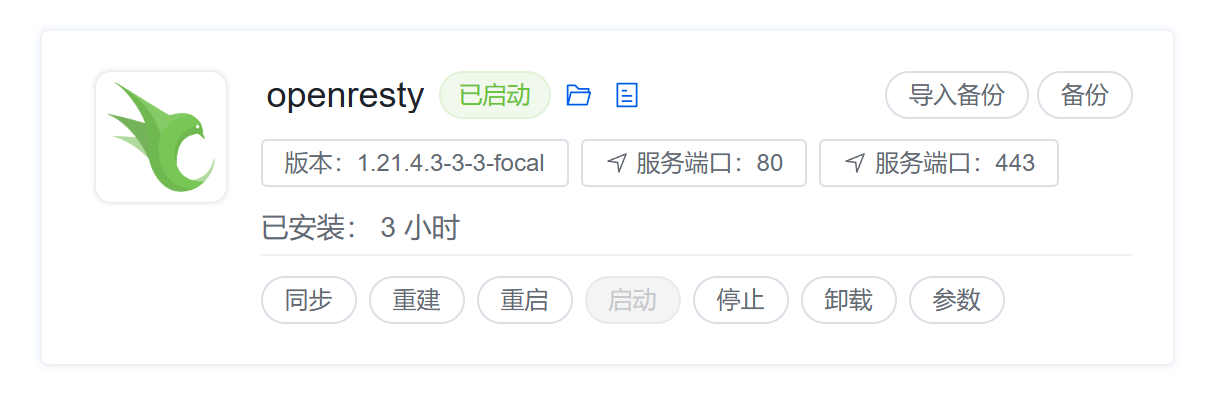 openresty 已启动 导入备份 备份
版本：1.21.4.3-3-3-focal 服务端口：80 服务端口：443
已安装： 3 小时
同步 重建 重启 启动 停止 卸载 参数